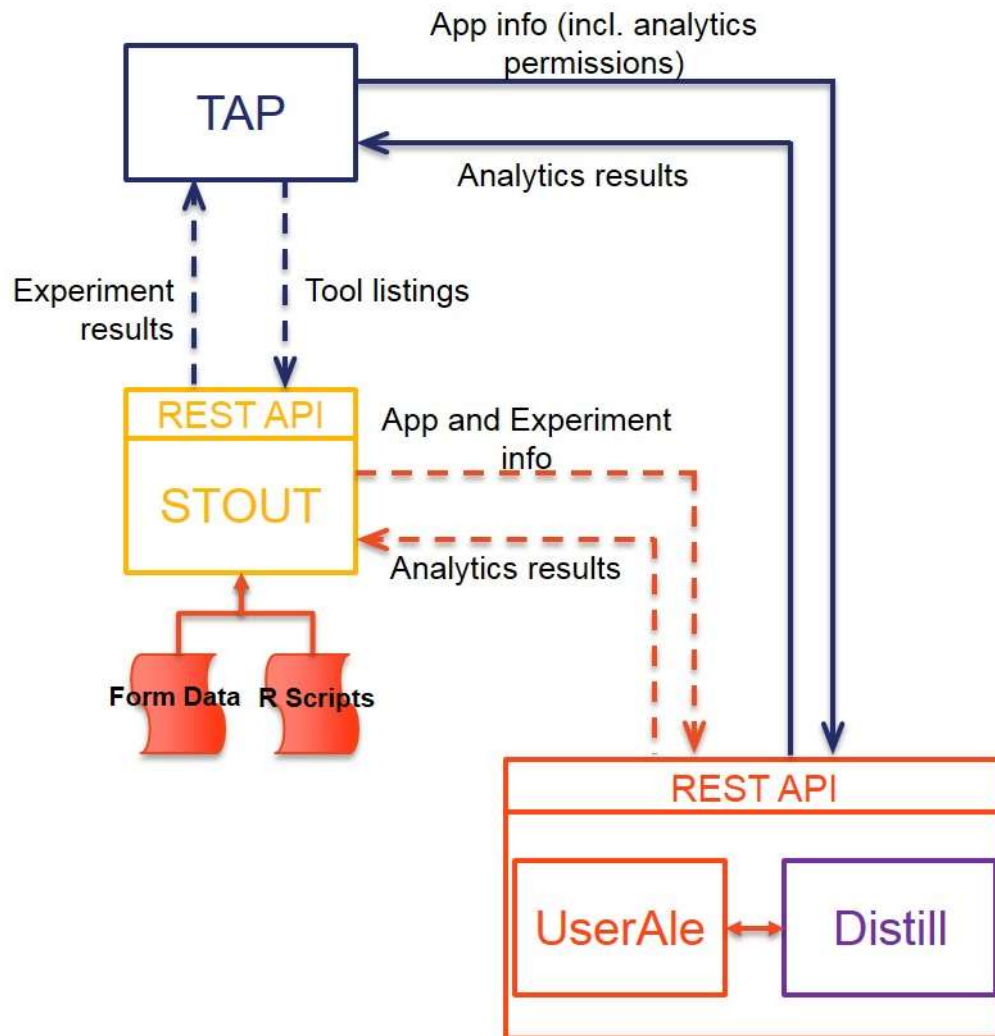 App info (incl. analytics
permissions)
TAP
Analytics results
Experiment
results
Tool listings
REST API
STOUT
App and Experiment
info
Analytics results
Form Data
R Scripts
REST API
UserAle
Distill